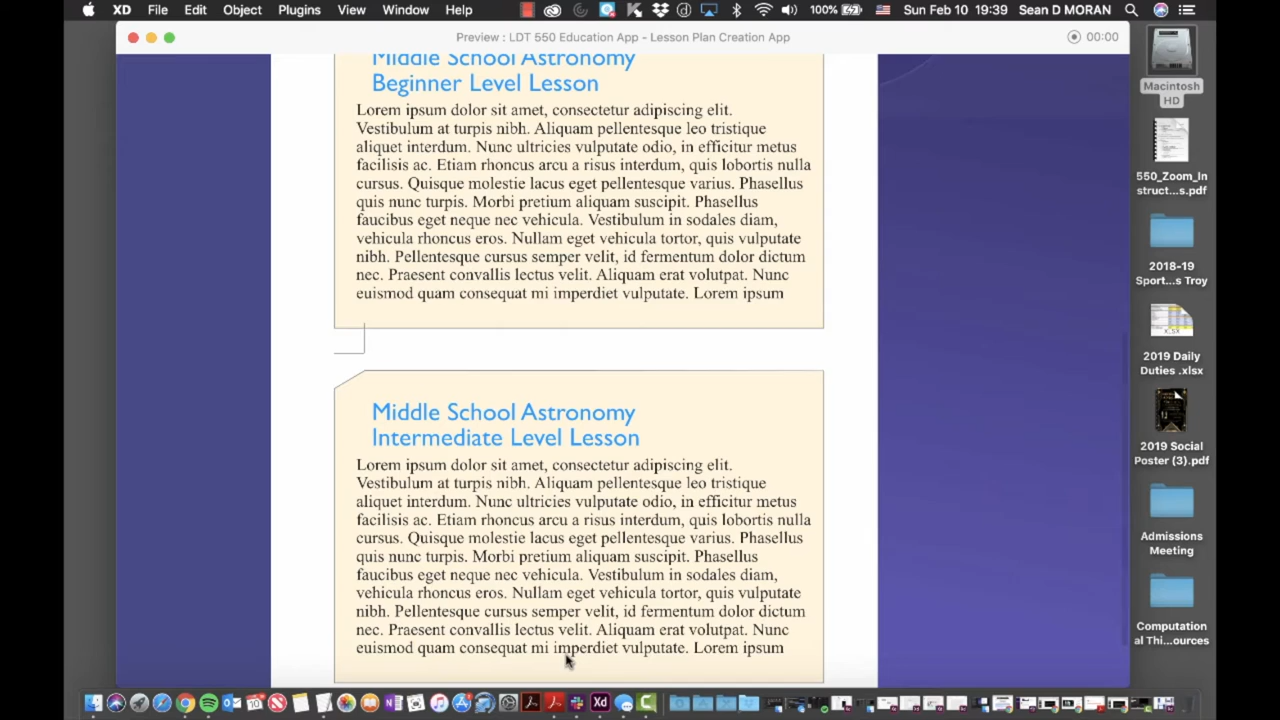 XD File Edit Object Plugins View Window Help 100% Sun Feb 10 19:39 Sean D MORAN
Preview : LDT 550 Education App - Lesson Plan Creation App
00:00
Middle School Astronomy
Beginner Level Lesson
Lorem ipsum dolor sit amet, consectetur adipiscing elit.
Vestibulum at turpis nibh. Aliquam pellentesque leo tristique
aliquet interdum. Nunc ultricies vulputate odio, in efficitur metus
facilisis ac. Etiam rhoncus arcu a risus interdum, quis lobortis nulla
cursus. Quisque molestie lacus eget pellentesque varius. Phasellus
quis nunc turpis. Morbi pretium aliquam suscipit. Phasellus
faucibus eget neque nec vehicula. Vestibulum in sodales diam,
vehicula rhoncus eros. Nullam eget vehicula tortor, quis vulputate
nibh. Pellentesque cursus semper velit, id fermentum dolor dictum
nec. Praesent convallis lectus velit. Aliquam erat volutpat. Nunc
euismod quam consequat mi imperdiet vulputate. Lorem ipsum
Middle School Astronomy
Intermediate Level Lesson
Lorem ipsum dolor sit amet, consectetur adipiscing elit.
Vestibulum at turpis nibh. Aliquam pellentesque leo tristique
aliquet interdum. Nunc ultricies vulputate odio, in efficitur metus
facilisis ac. Etiam rhoncus arcu a risus interdum, quis lobortis nulla
cursus. Quisque molestie lacus eget pellentesque varius. Phasellus
quis nunc turpis. Morbi pretium aliquam suscipit. Phasellus
faucibus eget neque nec vehicula. Vestibulum in sodales diam,
vehicula rhoncus eros. Nullam eget vehicula tortor, quis vulputate
nibh. Pellentesque cursus semper velit, id fermentum dolor dictum
nec. Praesent convallis lectus velit. Aliquam erat volutpat. Nunc
euismod quam consequat mi imperdiet vulputate. Lorem ipsum
Macintosh
HD
550_Zoom_In
struct...s.pdf
2018-19
Sport...s Troy
XLSX
2019 Daily
Duties .xlsx
2019 Social
Poster (3).pdf
Admissions
Meeting
Computation
al Thi...ources
Xd